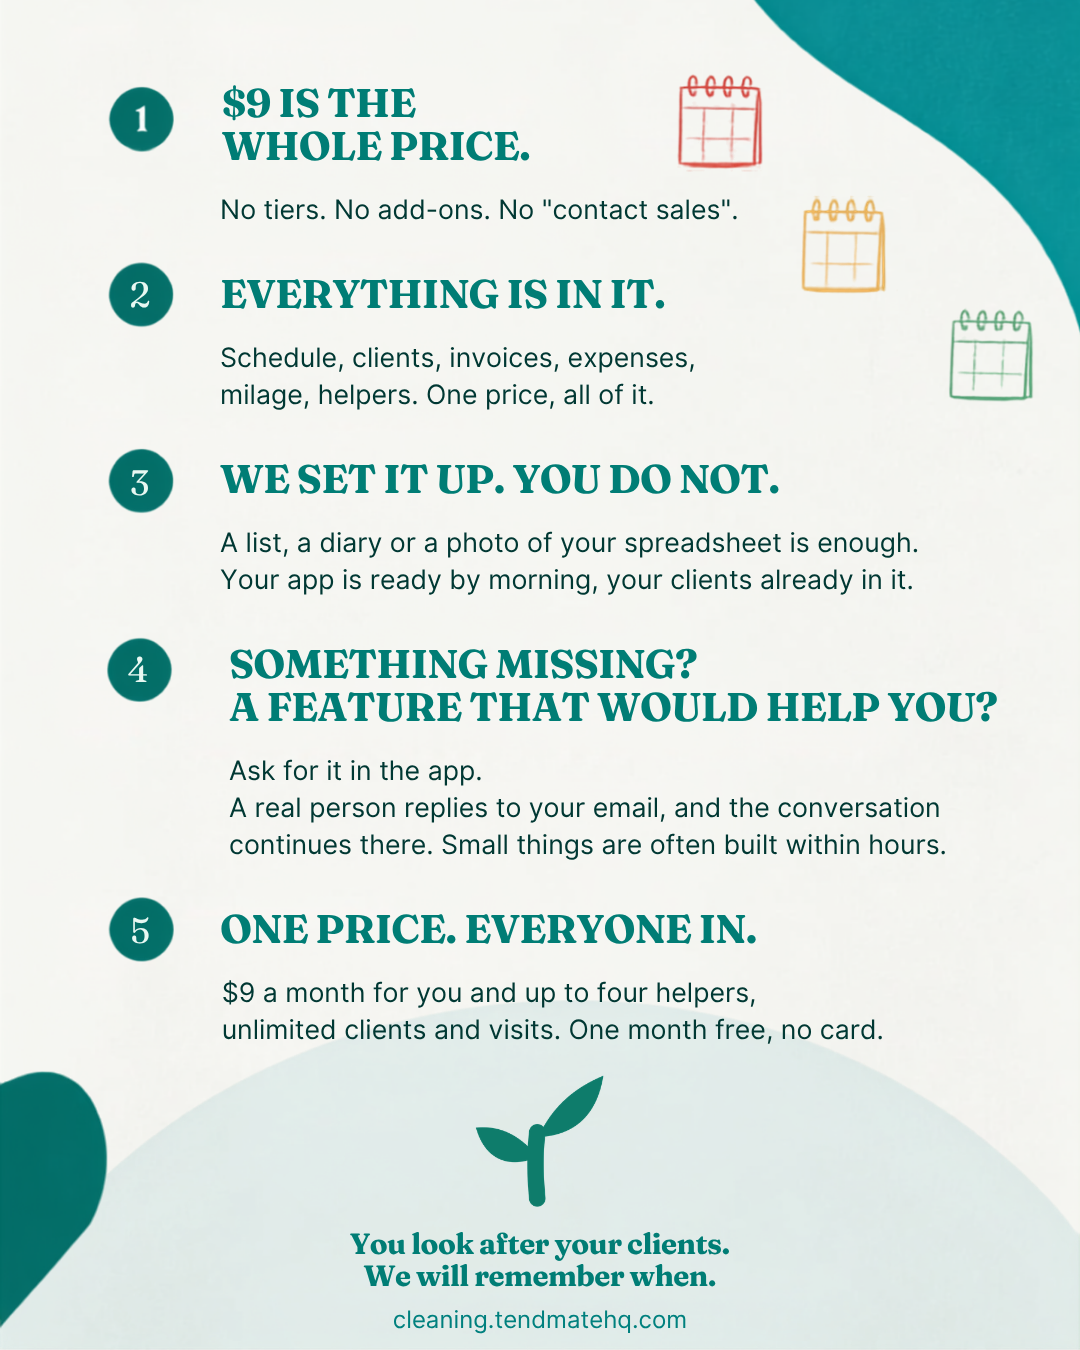 1
$9 IS THE
WHOLE PRICE.
No tiers. No add-ons. No "contact sales".
2
EVERYTHING IS IN IT.
Schedule, clients, invoices, expenses,
milage, helpers. One price, all of it.
3
WE SET IT UP. YOU DO NOT.
A list, a diary or a photo of your spreadsheet is enough.
Your app is ready by morning, your clients already in it.
4
SOMETHING MISSING?
A FEATURE THAT WOULD HELP YOU?
Ask for it in the app.
A real person replies to your email, and the conversation
continues there. Small things are often built within hours.
5
ONE PRICE. EVERYONE IN.
$9 a month for you and up to four helpers,
unlimited clients and visits. One month free, no card.
You look after your clients.
We will remember when.
cleaning.tendmatehq.com